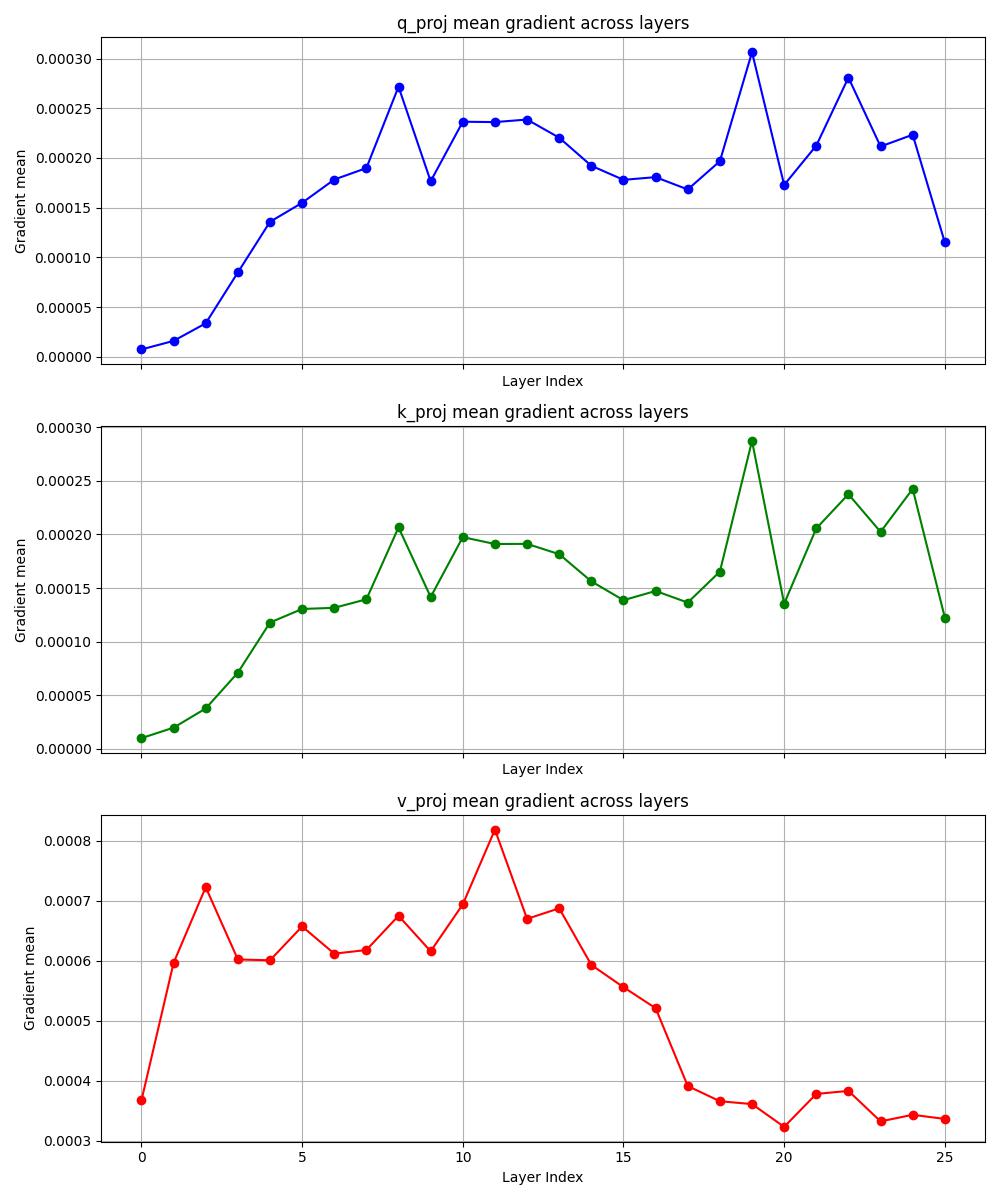 q_proj mean gradient across layers
0.00030
0.00025
0.00020
0.00015
0.00010
0.00005
0.00000
Gradient mean
Layer Index
k_proj mean gradient across layers
0.00030
0.00025
0.00020
0.00015
0.00010
0.00005
0.00000
Gradient mean
Layer Index
v_proj mean gradient across layers
0.0008
0.0007
0.0006
0.0005
0.0004
0.0003
Gradient mean
0 5 10 15 20 25
Layer Index